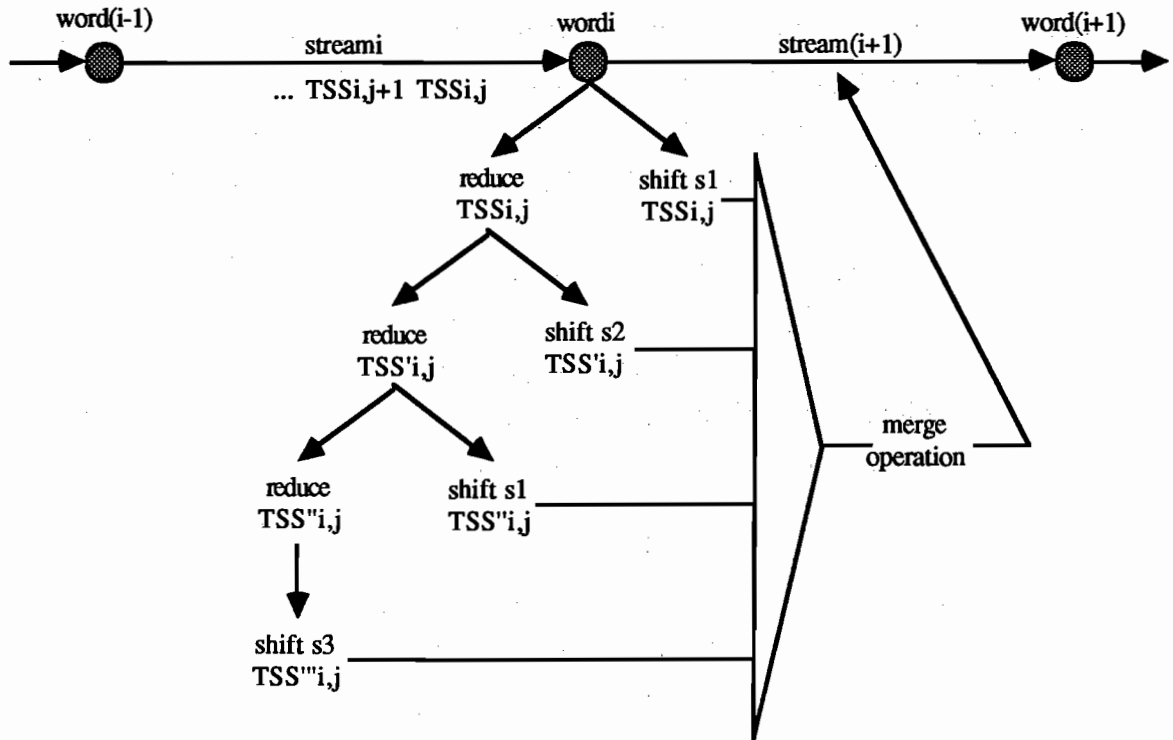 word(i-1)
wordi
word(i+1)
streami
stream(i+1)
... TSSi,j+1 TSSi,j
reduce
TSSi,j
shift s1
TSSi,j
reduce
TSS'i,j
shift s2
TSS'i,j
merge
operation
reduce
TSS"i,j
shift s1
TSS"i,j
shift s3
TSS'"i,j